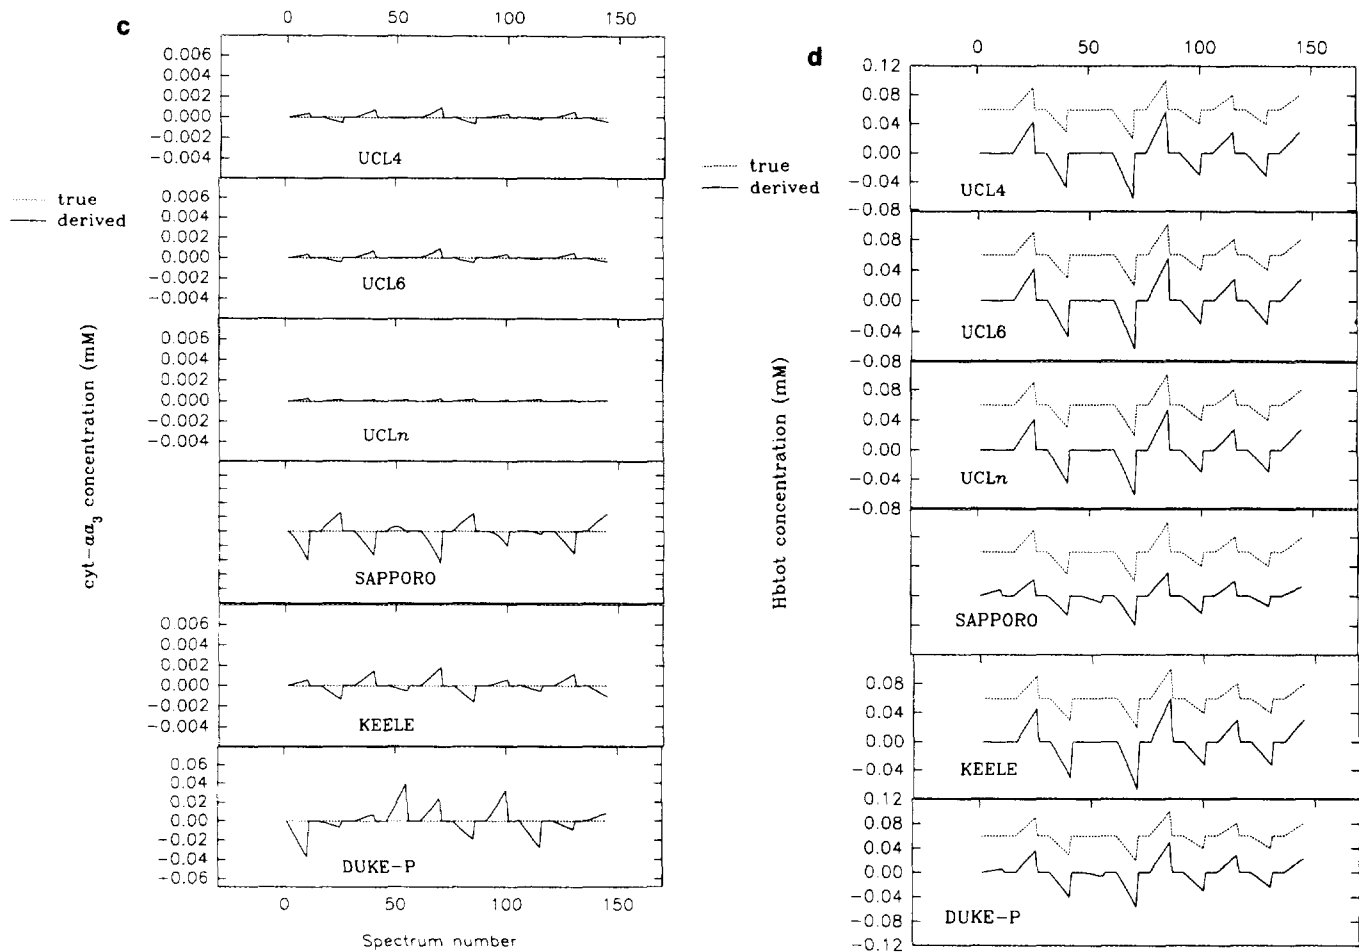 c
0 50 100 150
0.006
0.004
0.002
0.000
−0.002
−0.004
UCL4
true
derived
0.006
0.004
0.002
0.000
−0.002
−0.004
UCL6
0.006
0.004
0.002
0.000
−0.002
−0.004
UCLn
SAPPORO
0.006
0.004
0.002
0.000
−0.002
−0.004
KEELE
0.06
0.04
0.02
0.00
−0.02
−0.04
−0.06
DUKE−P
0 50 100 150
Spectrum number
cyt-aa₃ concentration (mM)
d
0 50 100 150
0.12
0.08
0.04
0.00
−0.04
−0.08
UCL4
true
derived
0.08
0.04
0.00
−0.04
−0.08
UCL6
0.08
0.04
0.00
−0.04
−0.08
UCLn
SAPPORO
0.08
0.04
0.00
−0.04
KEELE
0.12
0.08
0.04
0.00
−0.04
−0.08
−0.12
DUKE−P
Hbtot concentration (mM)